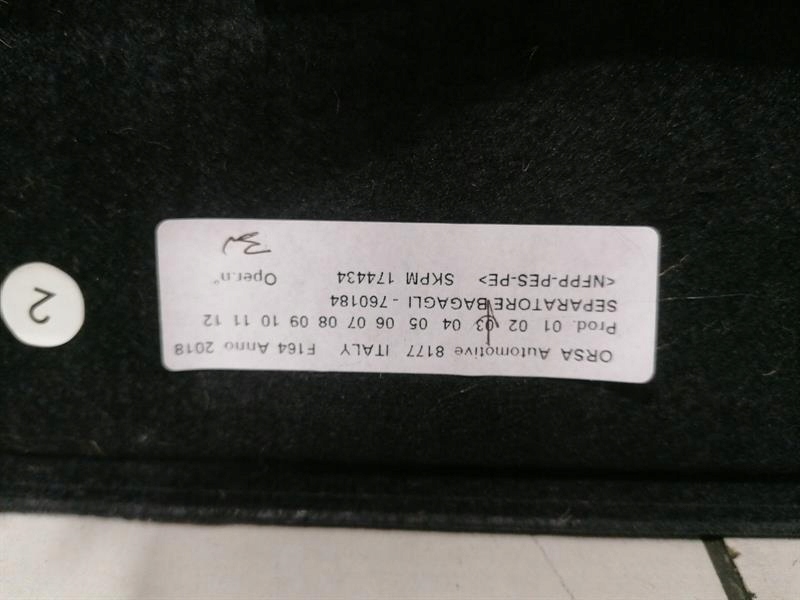 ORSA Automotive 8177 ITALY F164 Anno 2018
Prod. 01 02 03 04 05 06 07 08 09 10 11 12
SEPARATORE BAGAGLI - 760184
<NFPP-PES-PE> SKPM 174434 Oper.n°
2